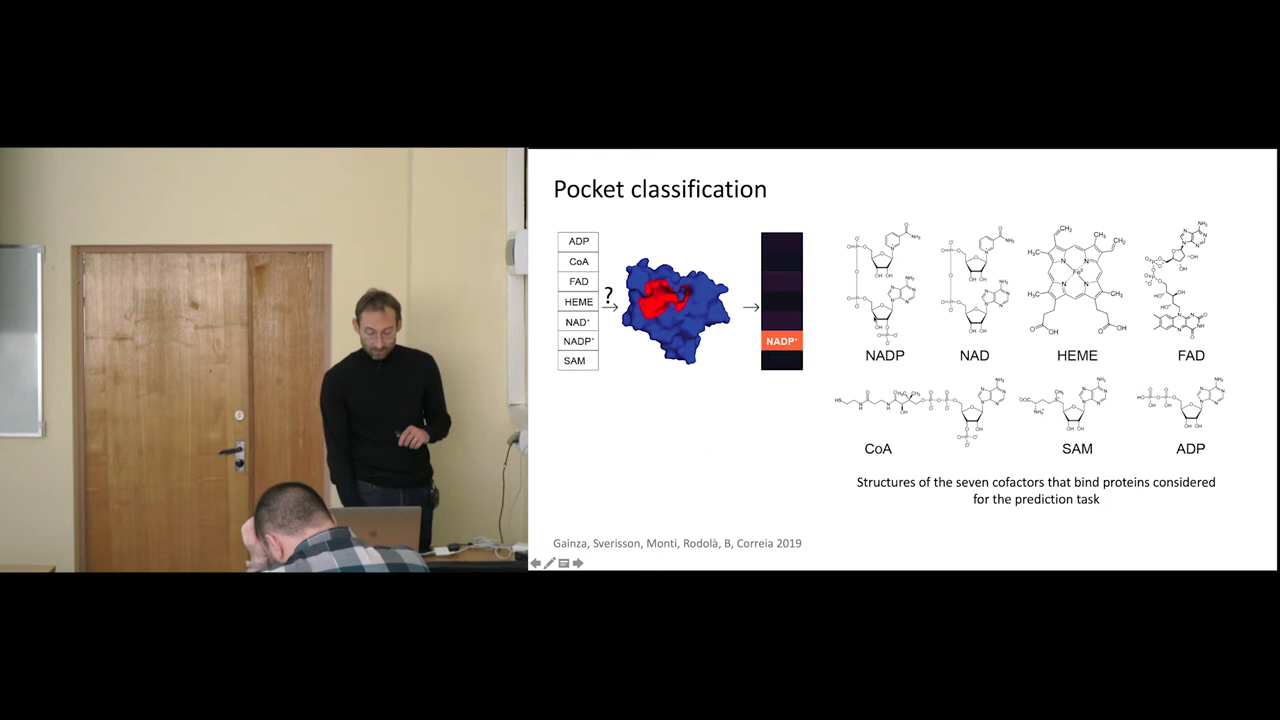 Pocket classification
ADP
CoA
FAD
HEME
NAD⁺
NADP⁺
SAM
?
NADP⁺
NADP
NAD
HEME
FAD
CoA
SAM
ADP
Structures of the seven cofactors that bind proteins considered
for the prediction task
Gainza, Sverisson, Monti, Rodolà, B, Correia 2019